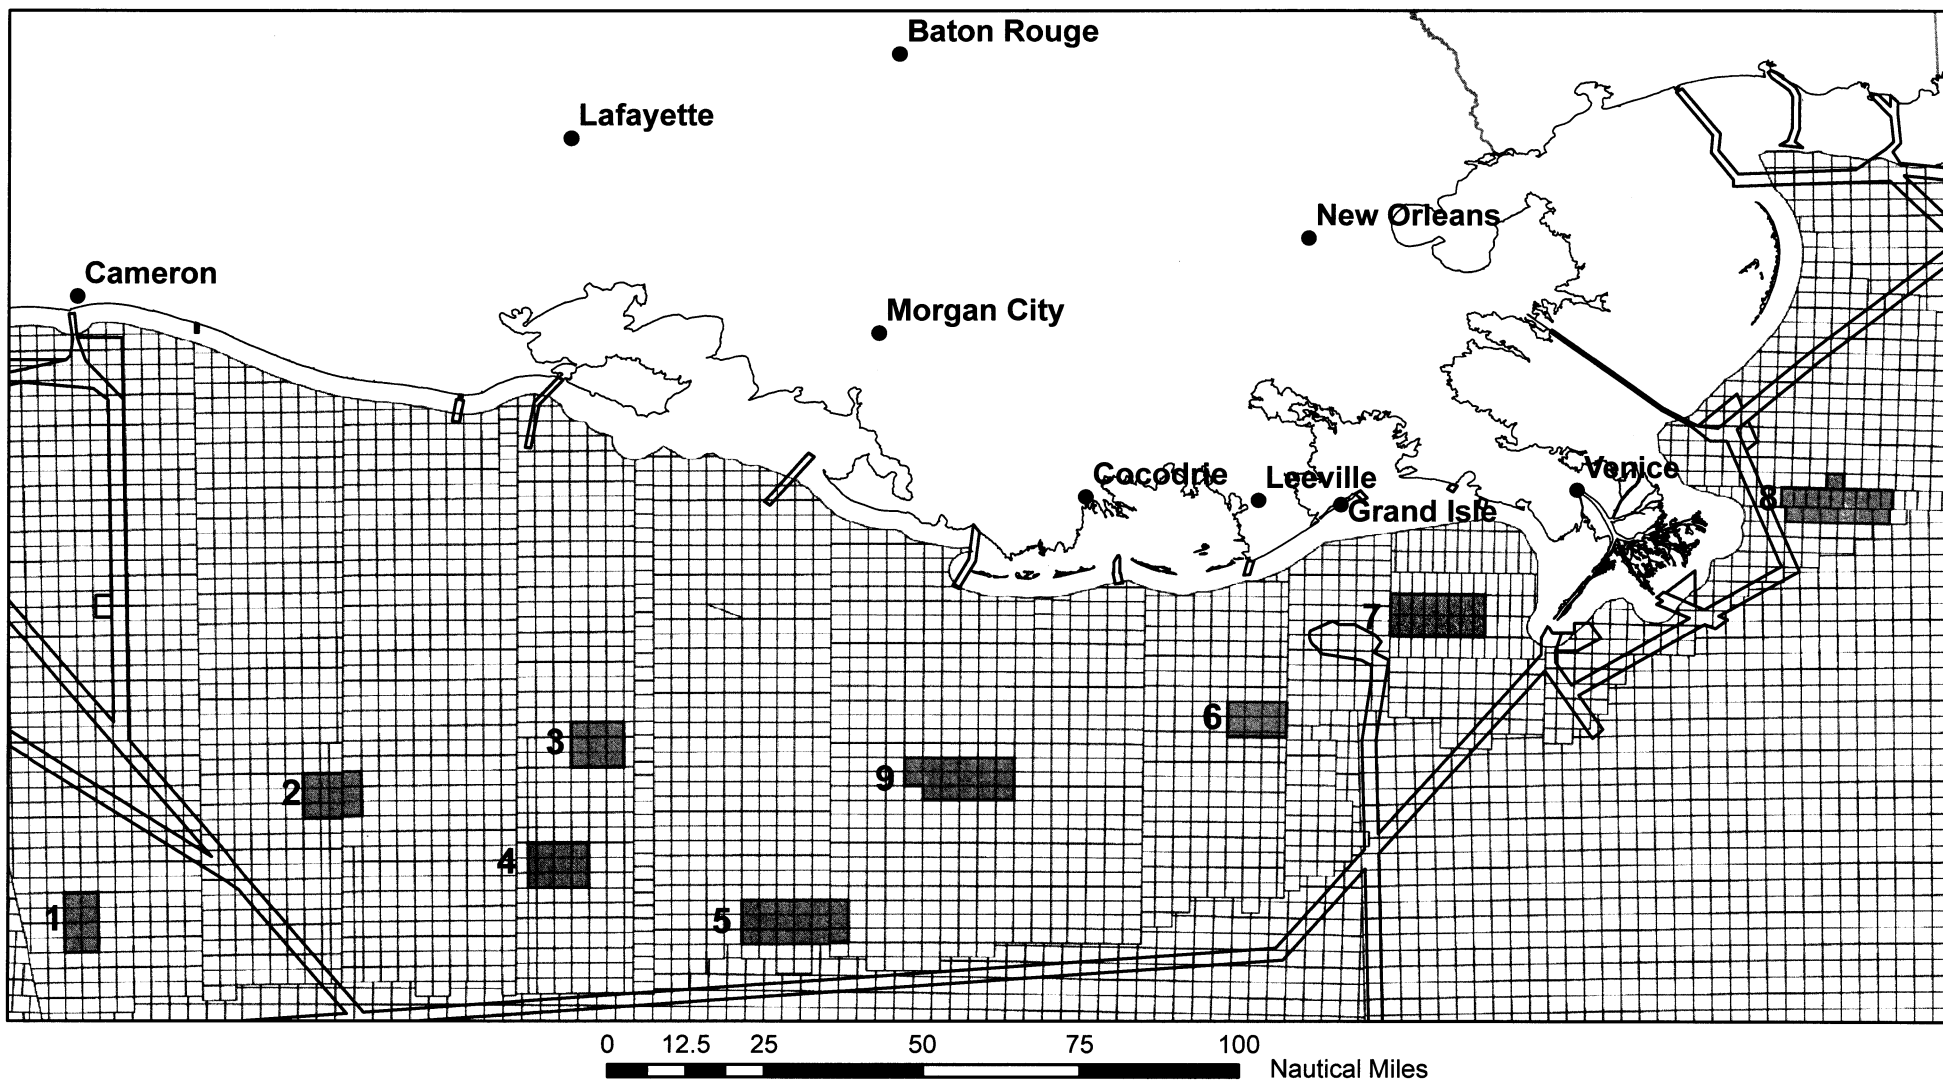 Baton Rouge
Lafayette
New Orleans
Cameron
Morgan City
Cocodrie
Leeville
Venice
Grand Isle
8
7
6
3
9
2
4
1
5
0 12.5 25 50 75 100
Nautical Miles